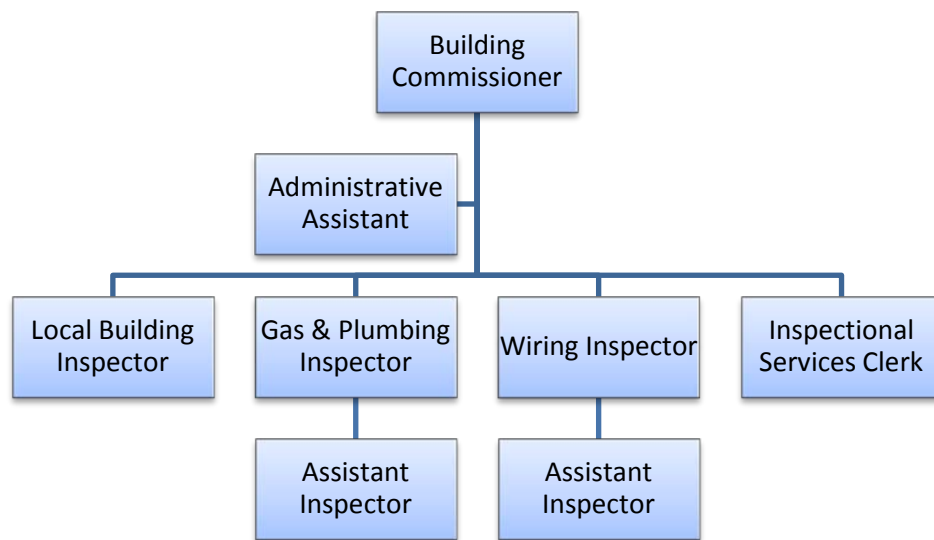 Building
Commissioner
Administrative
Assistant
Local Building
Inspector
Gas & Plumbing
Inspector
Wiring Inspector
Inspectional
Services Clerk
Assistant
Inspector
Assistant
Inspector